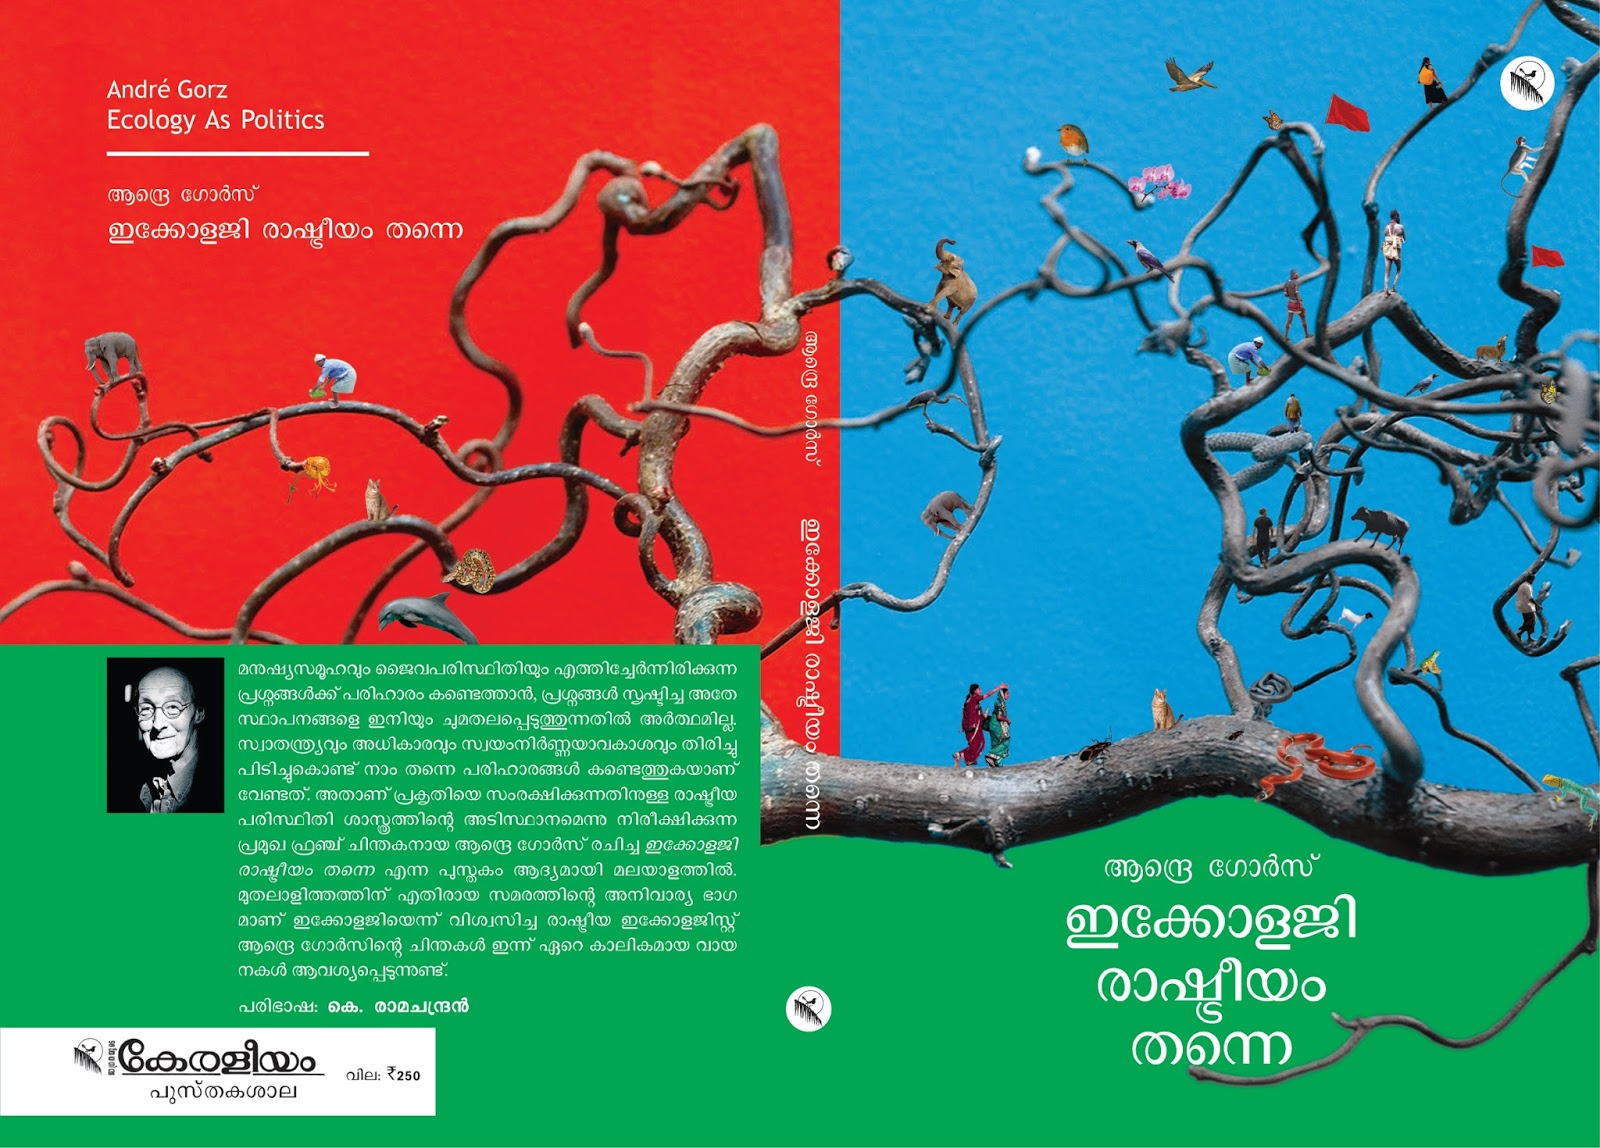 André Gorz
Ecology As Politics
ആന്ദ്രെ ഗോർസ്
ഇക്കോളജി രാഷ്ട്രീയം തന്നെ
മനുഷ്യസമൂഹവും ജൈവപരിസ്ഥിതിയും എത്തിച്ചേർന്നിരിക്കുന്ന
പ്രശ്നങ്ങൾക്ക് പരിഹാരം കണ്ടെത്താൻ, പ്രശ്നങ്ങൾ സൃഷ്ടിച്ച അതേ
സ്ഥാപനങ്ങളെ ഇനിയും ചുമതലപ്പെടുത്തുന്നതിൽ അർത്ഥമില്ല.
സ്വാതന്ത്ര്യവും അധികാരവും സ്വയംനിർണ്ണയാവകാശവും തിരിച്ചു
പിടിച്ചുകൊണ്ട് നാം തന്നെ പരിഹാരങ്ങൾ കണ്ടെത്തുകയാണ്
വേണ്ടത്. അതാണ് പ്രകൃതിയെ സംരക്ഷിക്കുന്നതിനുള്ള രാഷ്ട്രീയ
പരിസ്ഥിതി ശാസ്ത്രത്തിന്റെ അടിസ്ഥാനമെന്നു നിരീക്ഷിക്കുന്ന
പ്രമുഖ ഫ്രഞ്ച് ചിന്തകനായ ആന്ദ്രെ ഗോർസ് രചിച്ച ഇക്കോളജി
രാഷ്ട്രീയം തന്നെ എന്ന പുസ്തകം ആദ്യമായി മലയാളത്തിൽ.
മുതലാളിത്തത്തിന് എതിരായ സമരത്തിന്റെ അനിവാര്യ ഭാഗ
മാണ് ഇക്കോളജിയെന്ന് വിശ്വസിച്ച രാഷ്ട്രീയ ഇക്കോളജിസ്റ്റ്
ആന്ദ്രെ ഗോർസിന്റെ ചിന്തകൾ ഇന്ന് ഏറെ കാലികമായ വായ
നകൾ ആവശ്യപ്പെടുന്നുണ്ട്.
പരിഭാഷ: കെ. രാമചന്ദ്രൻ
കേരളീയം
പുസ്തകശാല
വില: ₹250
ആന്ദ്രെ ഗോർസ്
ഇക്കോളജി രാഷ്ട്രീയം തന്നെ
ആന്ദ്രെ ഗോർസ്
ഇക്കോളജി
രാഷ്ട്രീയം
തന്നെ